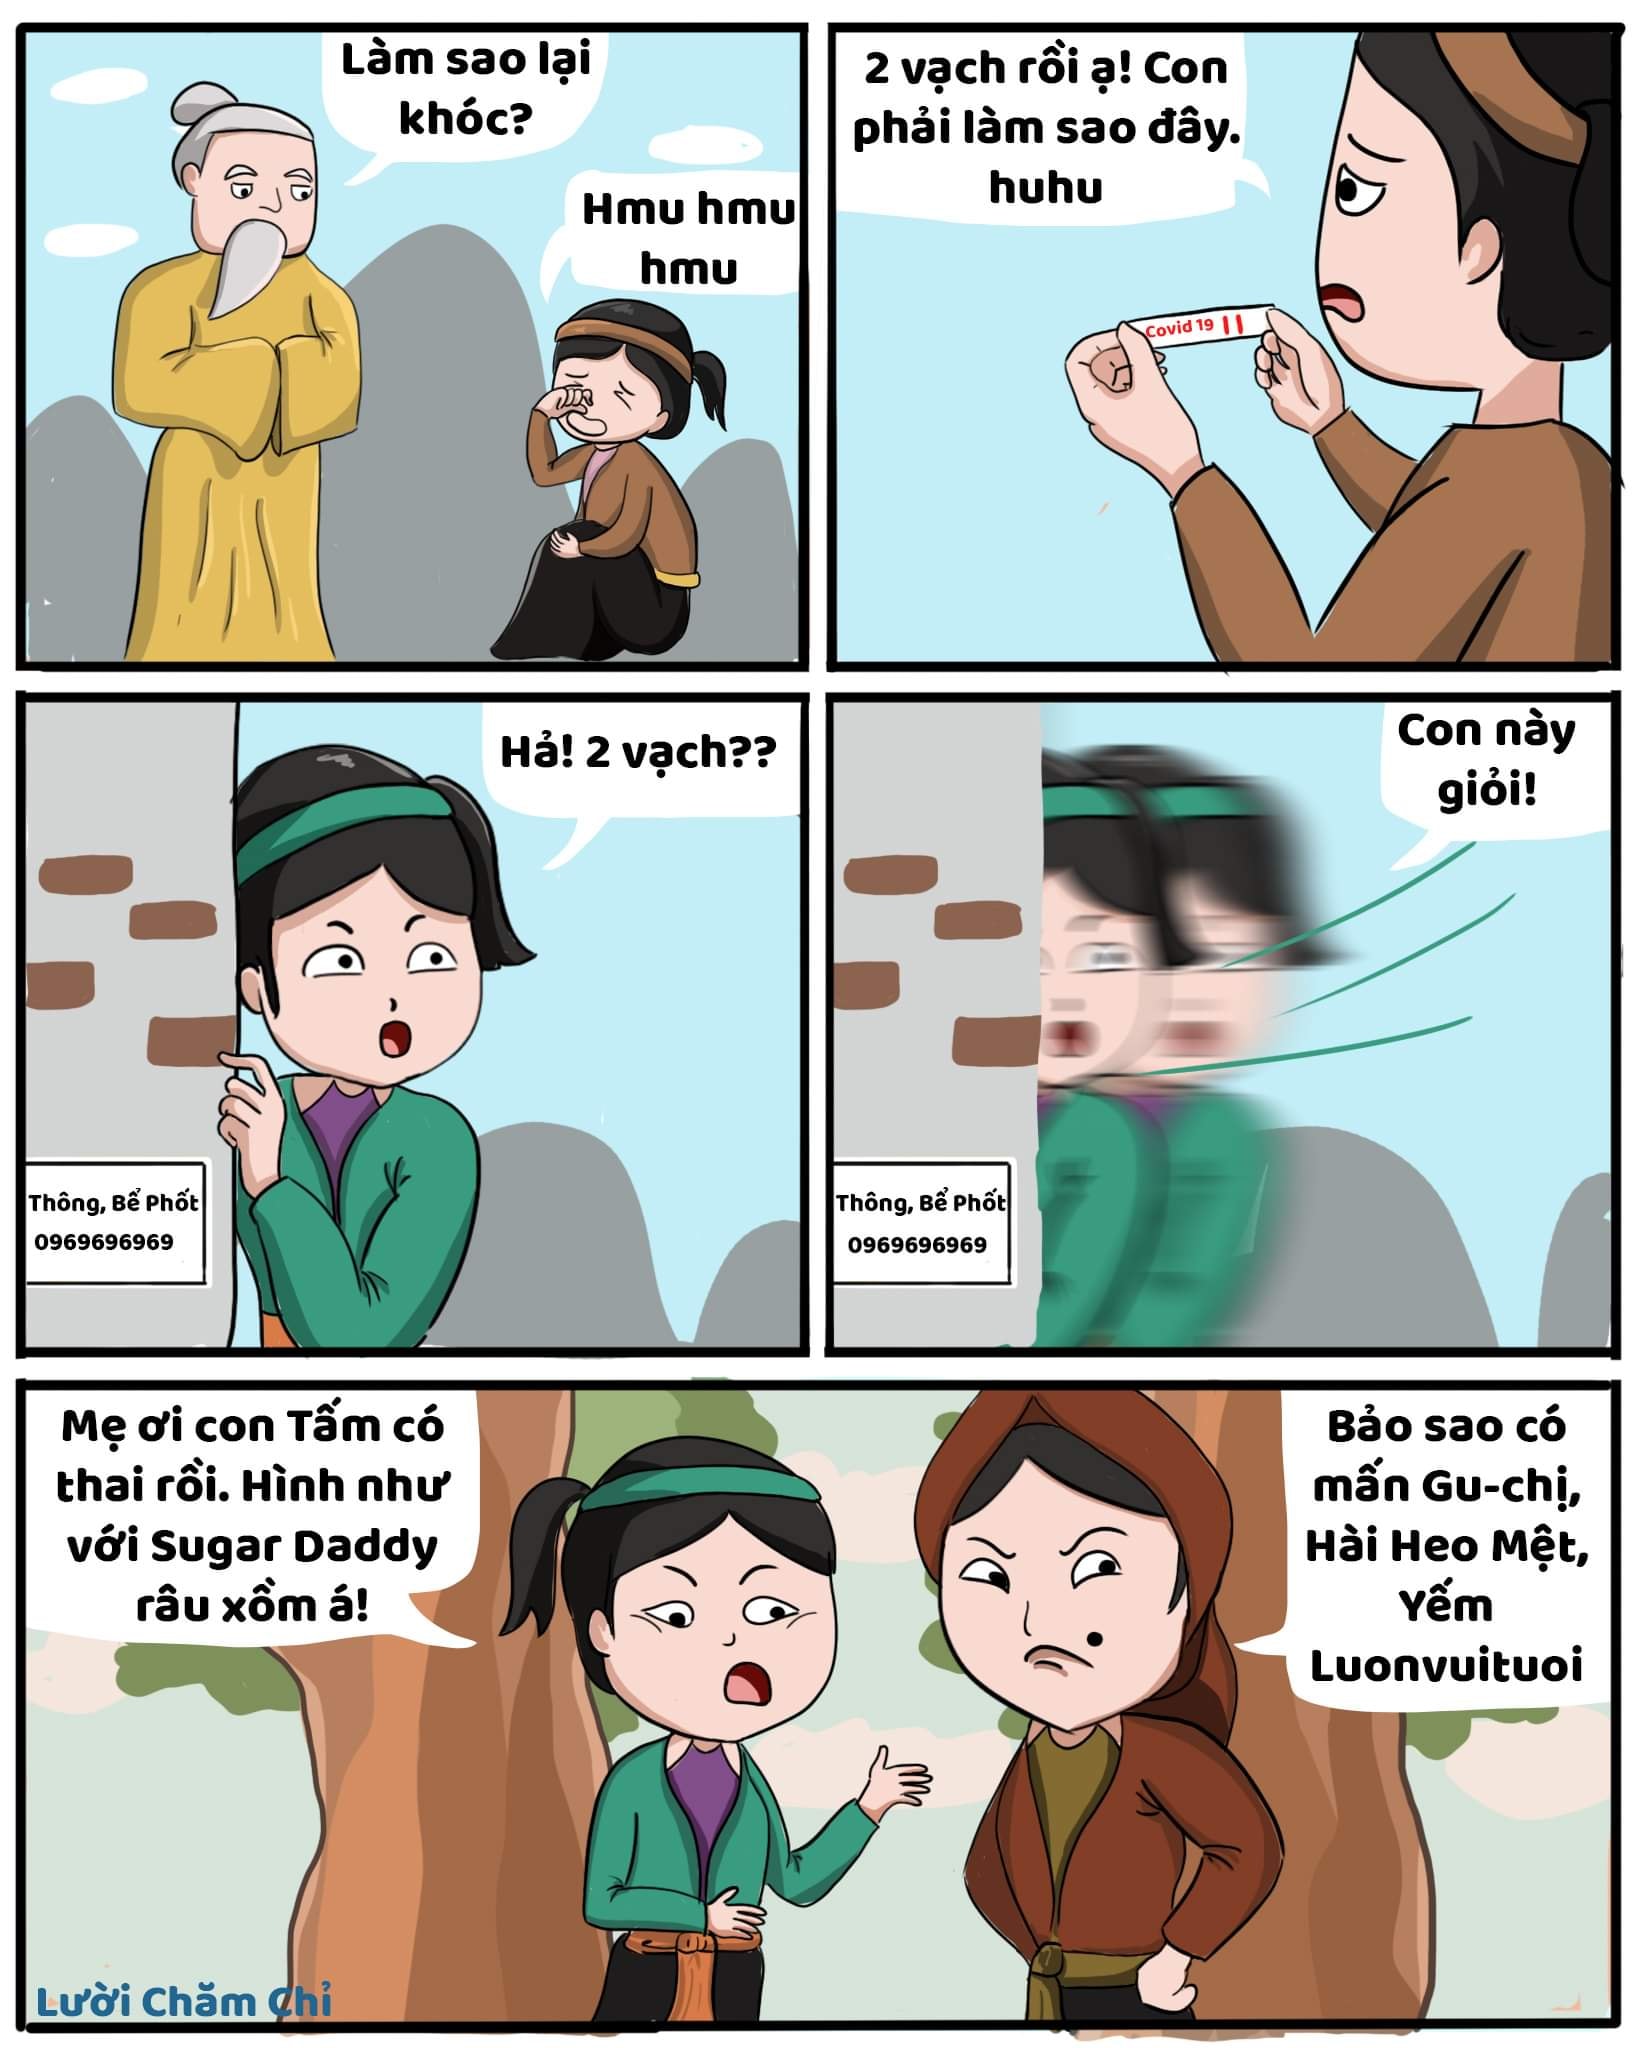 Làm sao lại
khóc?
Hmu hmu
hmu
2 vạch rồi ạ! Con
phải làm sao đây.
huhu
Covid 19
Hả! 2 vạch??
Thông, Bể Phốt
0969696969
Con này
giỏi!
Thông, Bể Phốt
0969696969
Mẹ ơi con Tấm có
thai rồi. Hình như
với Sugar Daddy
râu xồm á!
Bảo sao có
mấn Gu-chị,
Hài Heo Mệt,
Yếm
Luonvuituoi
Lười Chăm Chỉ